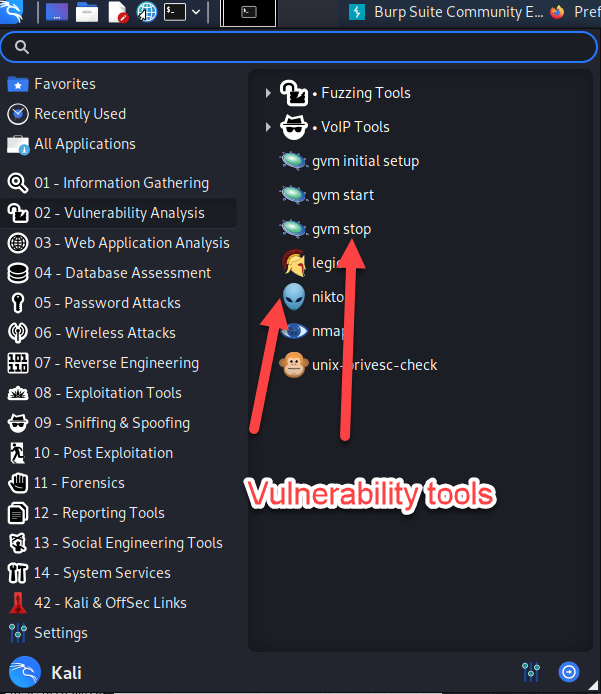 Burp Suite Community E...
Pref
Favorites
Recently Used
All Applications
01 - Information Gathering
02 - Vulnerability Analysis
03 - Web Application Analysis
04 - Database Assessment
05 - Password Attacks
06 - Wireless Attacks
07 - Reverse Engineering
08 - Exploitation Tools
09 - Sniffing & Spoofing
10 - Post Exploitation
11 - Forensics
12 - Reporting Tools
13 - Social Engineering Tools
14 - System Services
42 - Kali & OffSec Links
Settings
• Fuzzing Tools
• VoIP Tools
gvm initial setup
gvm start
gvm stop
legi
nikto
nmap
unix-privesc-check
Vulnerability tools
Kali